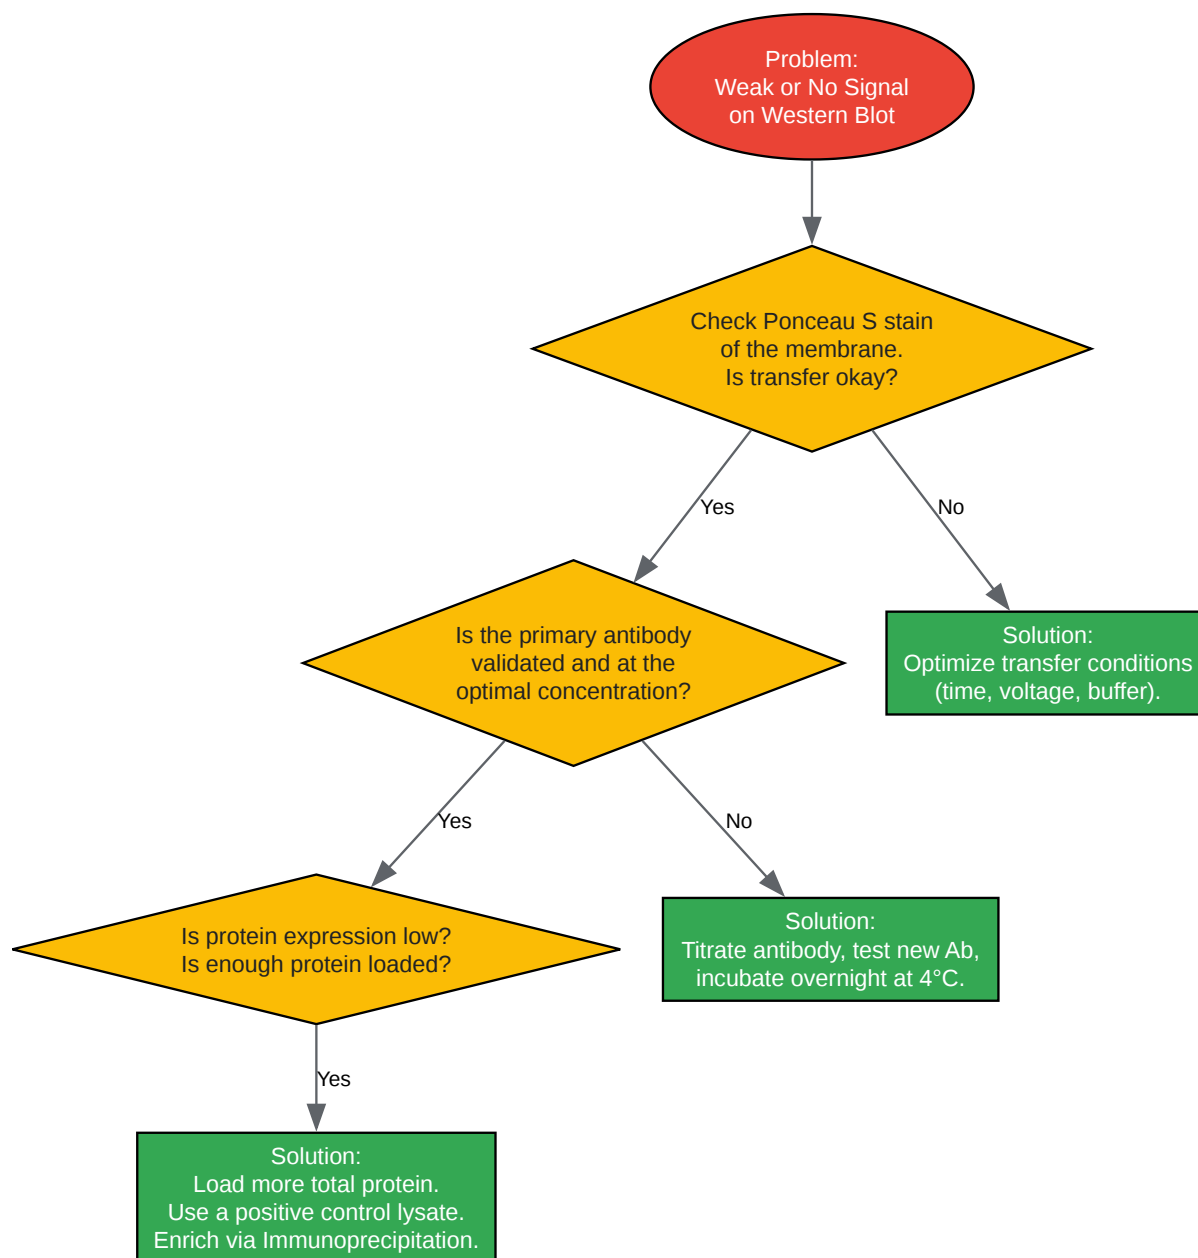 Problem:
Weak or No Signal
on Western Blot
Check Ponceau S stain
of the membrane.
Is transfer okay?
Yes
No
Is the primary antibody
validated and at the
optimal concentration?
Solution:
Optimize transfer conditions
(time, voltage, buffer).
Yes
No
Is protein expression low?
Is enough protein loaded?
Solution:
Titrate antibody, test new Ab,
incubate overnight at 4°C.
Yes
Solution:
Load more total protein.
Use a positive control lysate.
Enrich via Immunoprecipitation.